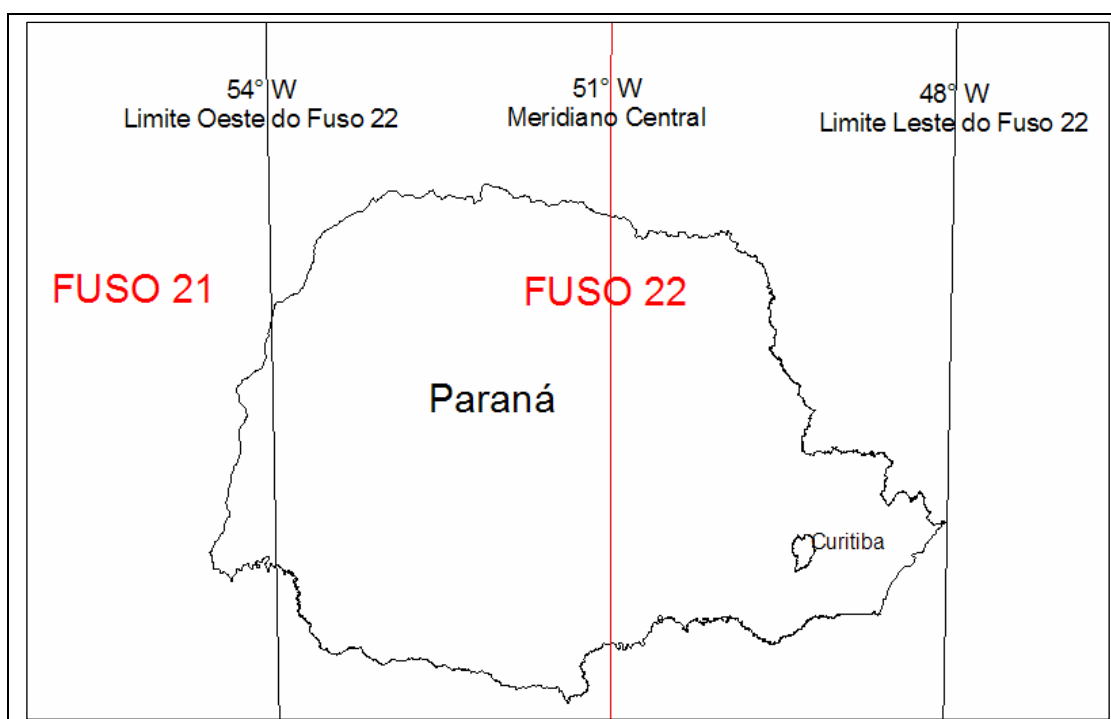 54° W
Limite Oeste do Fuso 22
51° W
Meridiano Central
48° W
Limite Leste do Fuso 22
FUSO 21
FUSO 22
Paraná
Curitiba